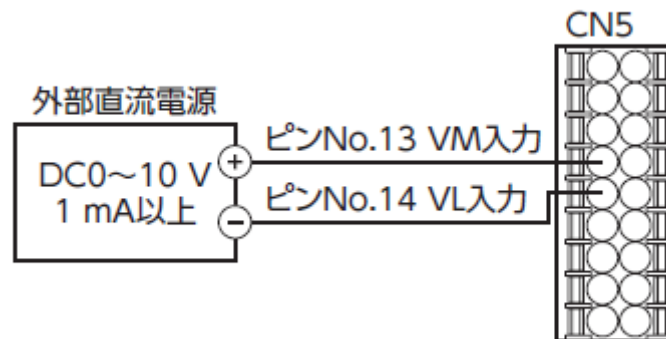 CN5
外部直流電源
DC0～10 V
1 mA以上
+
ピンNo.13 VM入力
−
ピンNo.14 VL入力